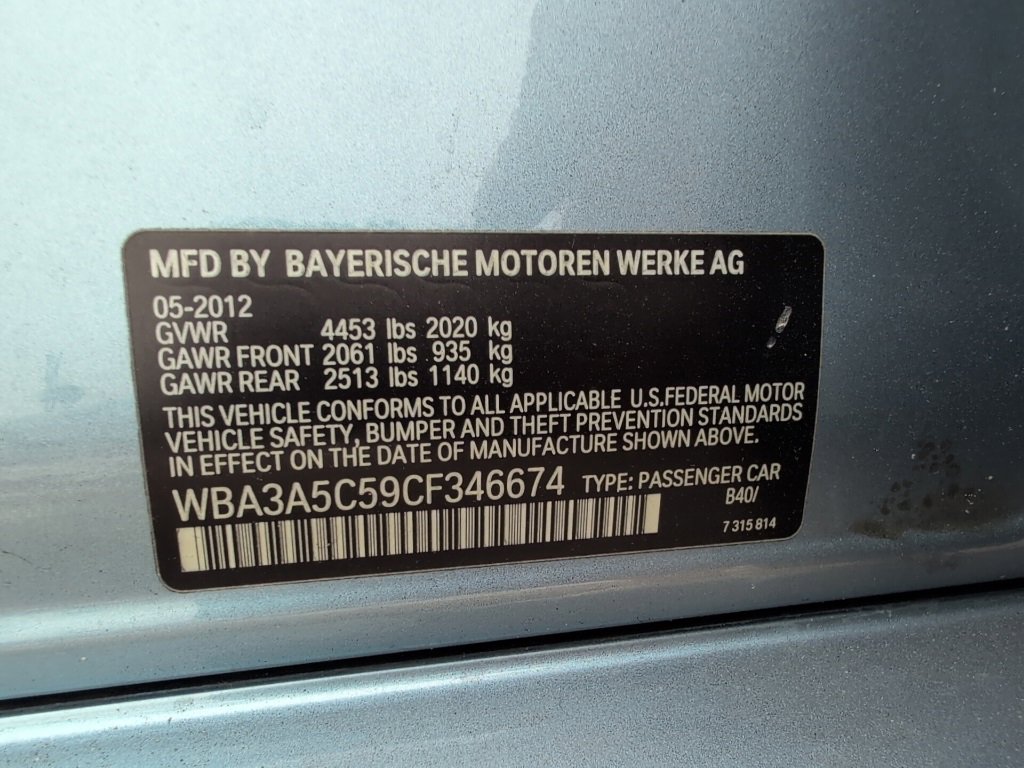 MFD BY BAYERISCHE MOTOREN WERKE AG
05-2012
GVWR 4453 lbs 2020 kg
GAWR FRONT 2061 lbs 935 kg
GAWR REAR 2513 lbs 1140 kg
THIS VEHICLE CONFORMS TO ALL APPLICABLE U.S.FEDERAL MOTOR
VEHICLE SAFETY, BUMPER AND THEFT PREVENTION STANDARDS
IN EFFECT ON THE DATE OF MANUFACTURE SHOWN ABOVE.
WBA3A5C59CF346674 TYPE: PASSENGER CAR
B40/
7 315 814